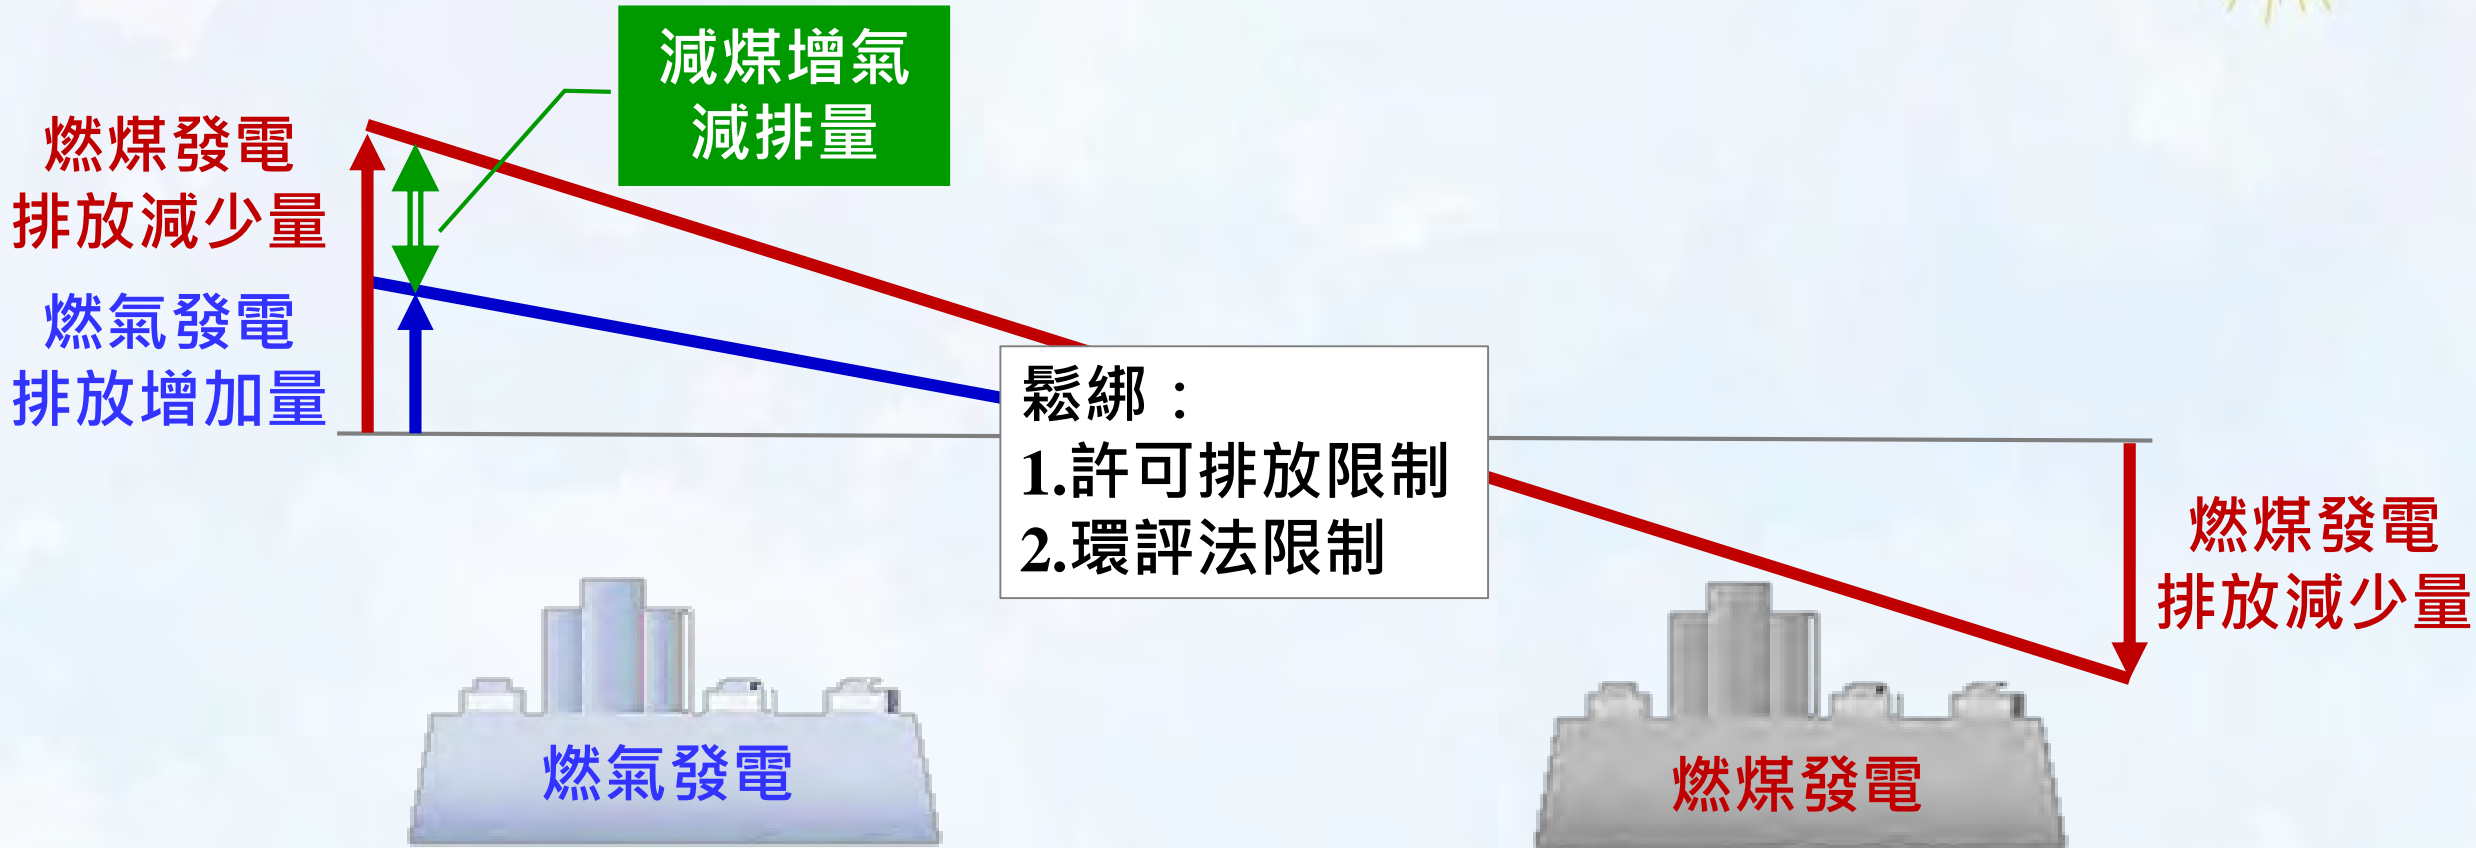 減煤增氣
減排量
燃煤發電
排放減少量
燃氣發電
排放增加量
鬆綁：
1.許可排放限制
2.環評法限制
燃煤發電
排放減少量
燃氣發電
燃煤發電